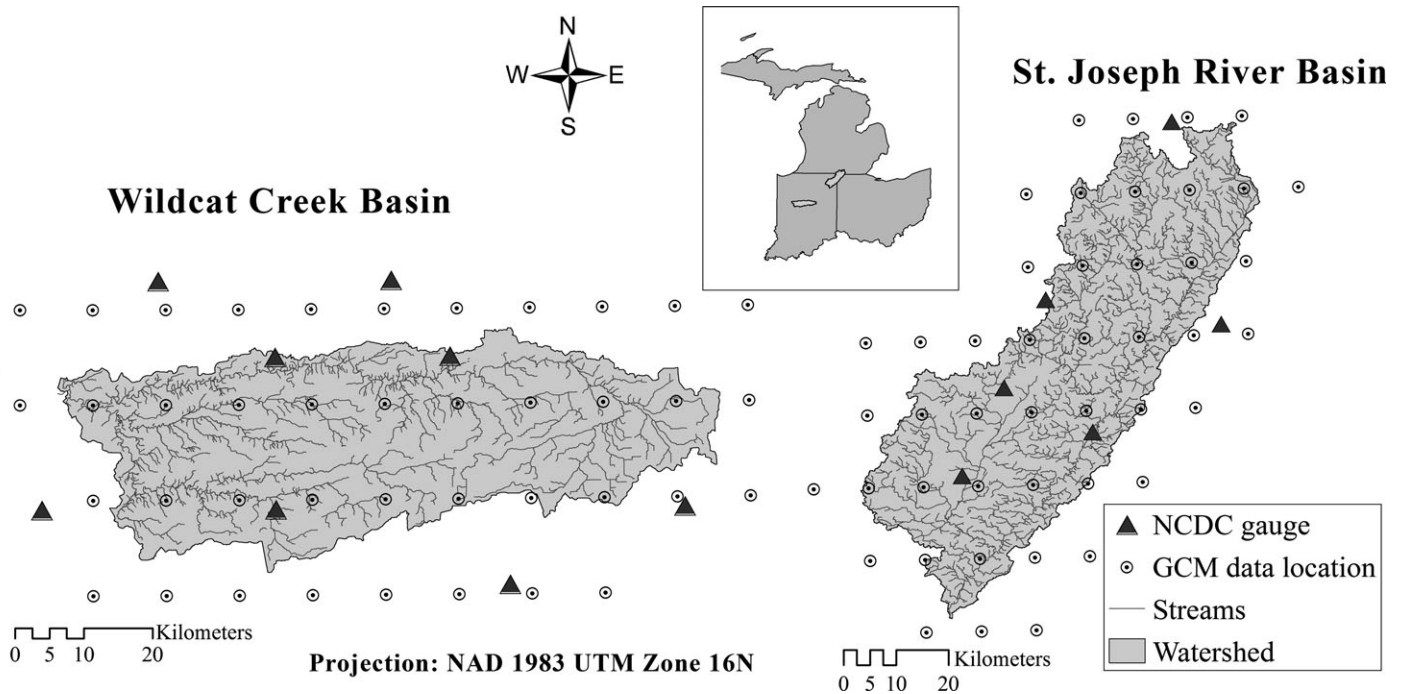 N
W E
S
St. Joseph River Basin
Wildcat Creek Basin
NCDC gauge
GCM data location
Streams
Watershed
Kilometers
0 5 10 20
Projection: NAD 1983 UTM Zone 16N
Kilometers
0 5 10 20